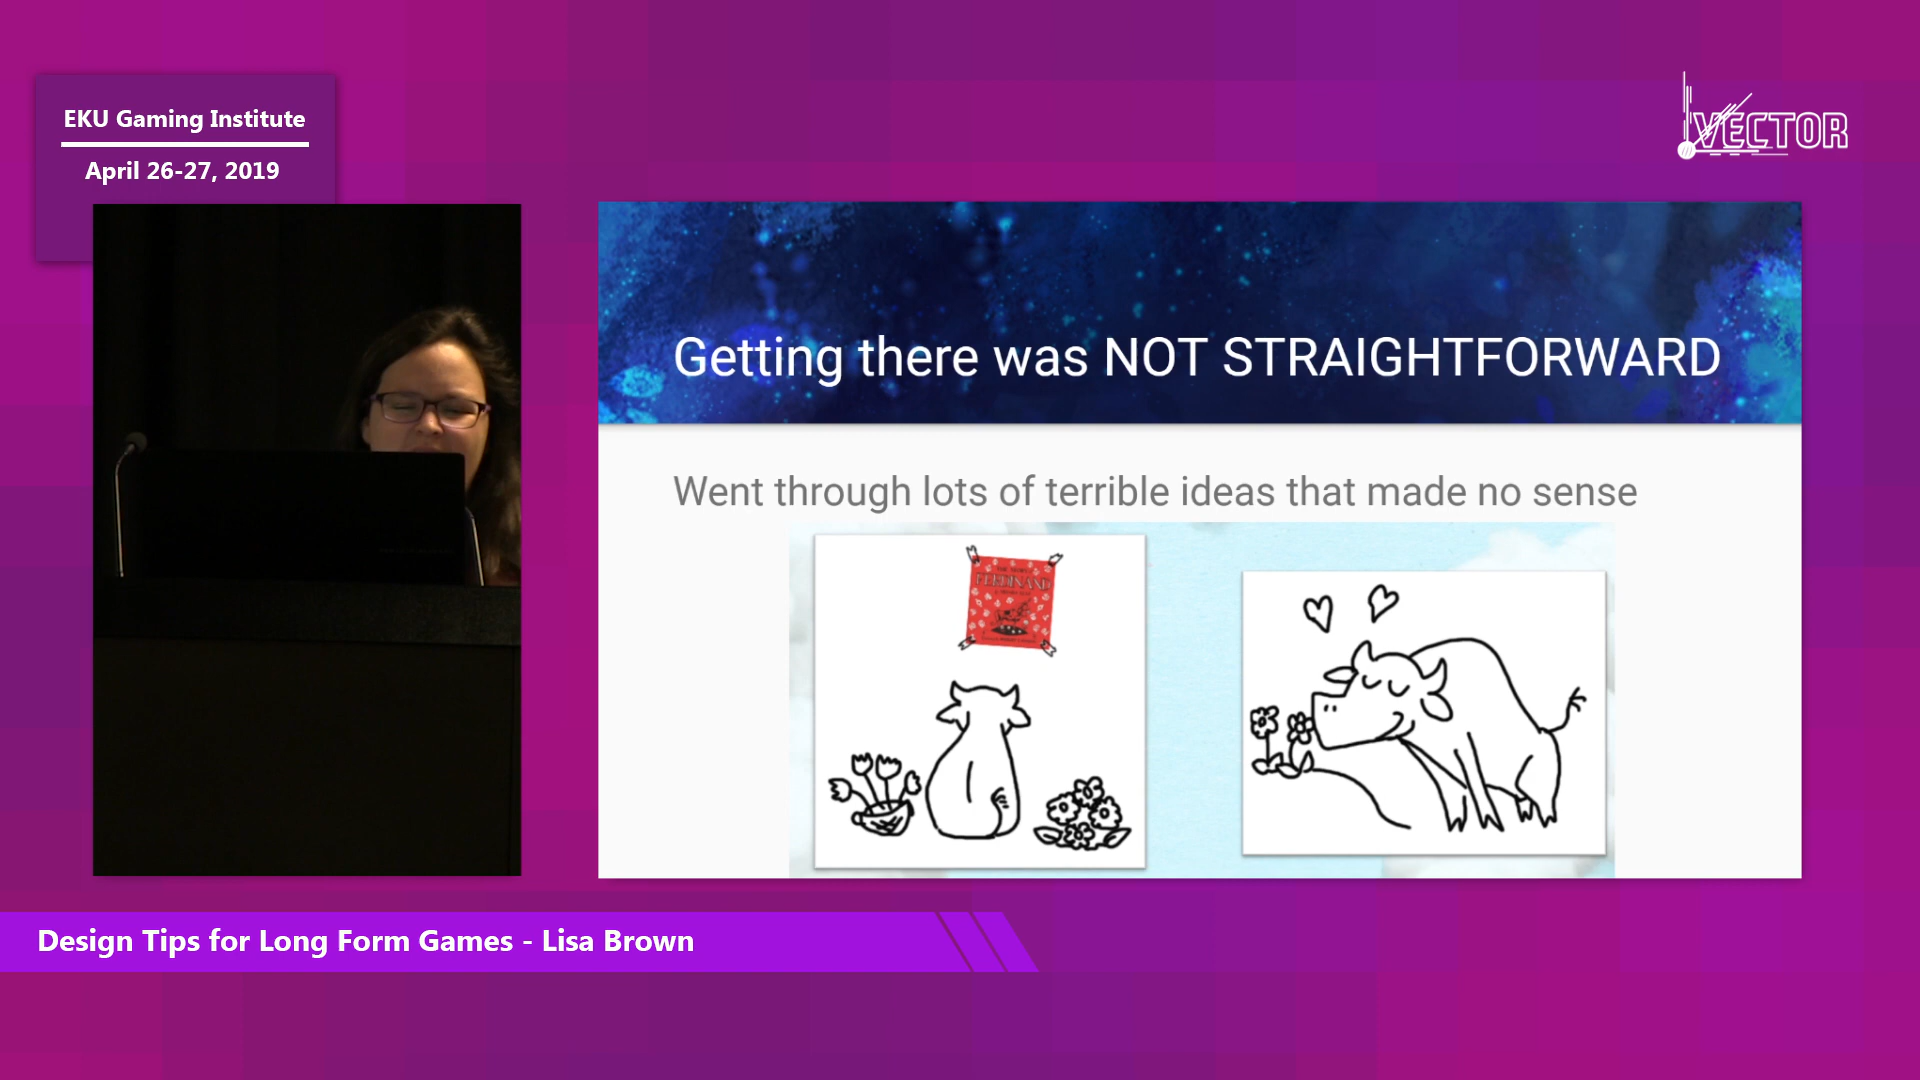 EKU Gaming Institute
April 26-27, 2019
VECTOR
Getting there was NOT STRAIGHTFORWARD
Went through lots of terrible ideas that made no sense
FERDINAND
Design Tips for Long Form Games - Lisa Brown